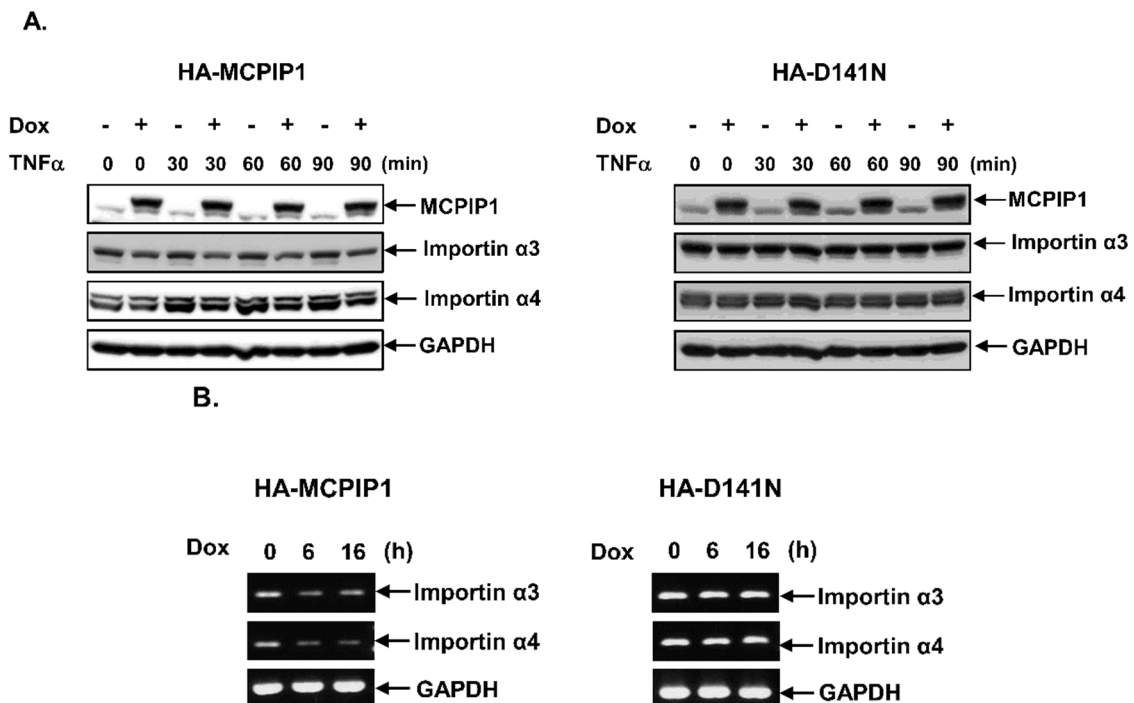 A.
HA-MCPIP1
Dox - + - + - + - +
TNFα 0 0 30 30 60 60 90 90 (min)
MCPIP1
Importin α3
Importin α4
GAPDH
HA-D141N
Dox - + - + - + - +
TNFα 0 0 30 30 60 60 90 90 (min)
MCPIP1
Importin α3
Importin α4
GAPDH
B.
HA-MCPIP1
Dox 0 6 16 (h)
Importin α3
Importin α4
GAPDH
HA-D141N
Dox 0 6 16 (h)
Importin α3
Importin α4
GAPDH